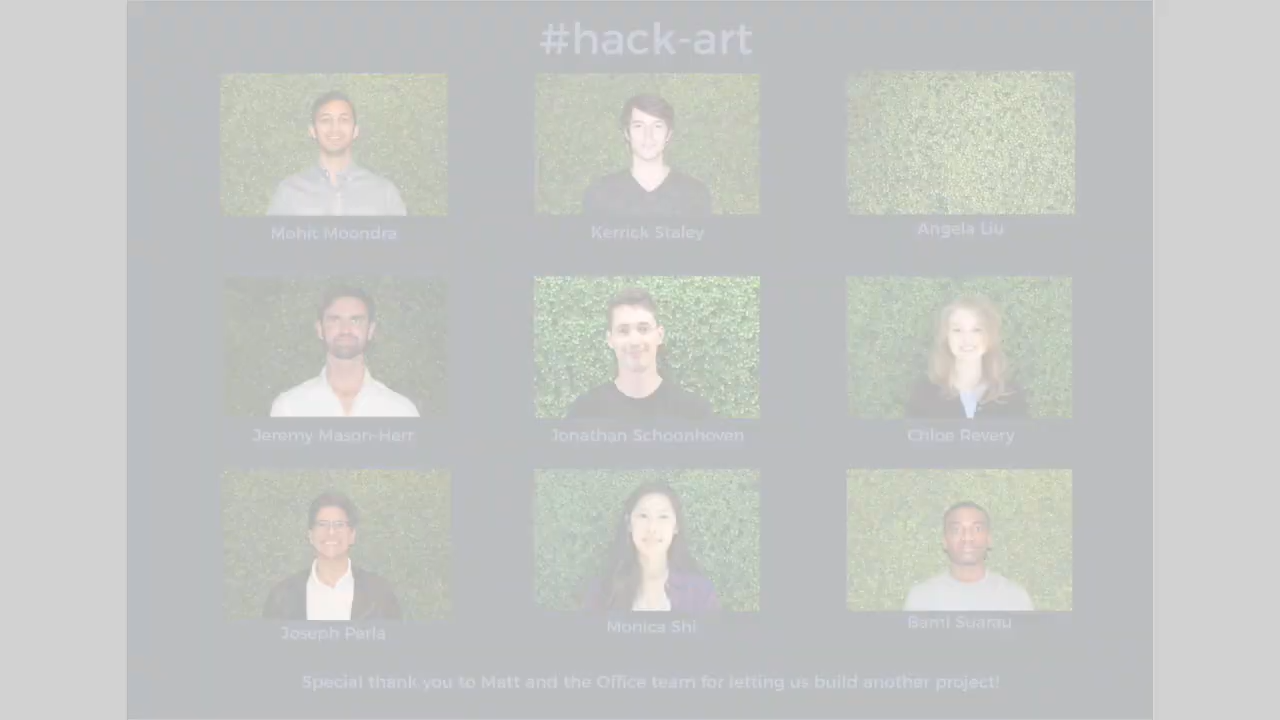 #hack-art
Mohit Moondra
Kerrick Staley
Angela Liu
Jeremy Mason-Herr
Jonathan Schoonhoven
Chloe Revery
Joseph Perla
Monica Shi
Bami Suarau
Special thank you to Matt and the Office team for letting us build another project!